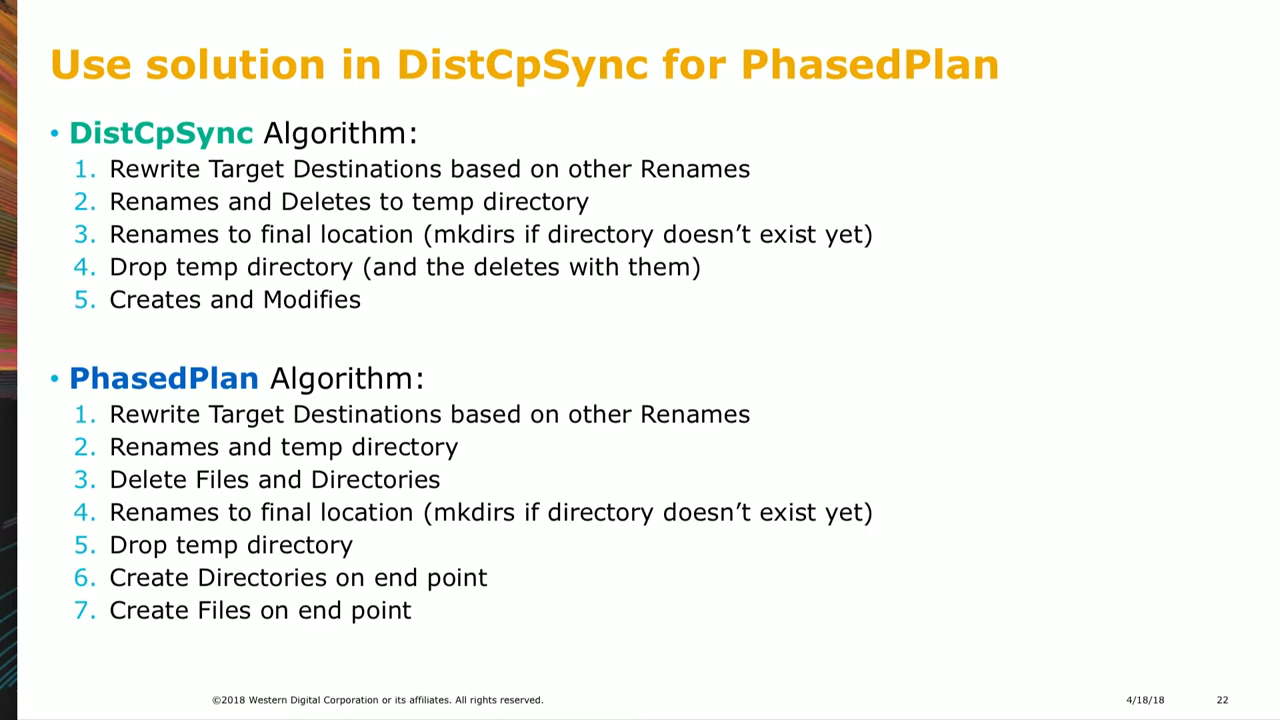 Use solution in DistCpSync for PhasedPlan
• DistCpSync Algorithm:
1. Rewrite Target Destinations based on other Renames
2. Renames and Deletes to temp directory
3. Renames to final location (mkdirs if directory doesn’t exist yet)
4. Drop temp directory (and the deletes with them)
5. Creates and Modifies
• PhasedPlan Algorithm:
1. Rewrite Target Destinations based on other Renames
2. Renames and temp directory
3. Delete Files and Directories
4. Renames to final location (mkdirs if directory doesn’t exist yet)
5. Drop temp directory
6. Create Directories on end point
7. Create Files on end point
©2018 Western Digital Corporation or its affiliates. All rights reserved. 4/18/18 22